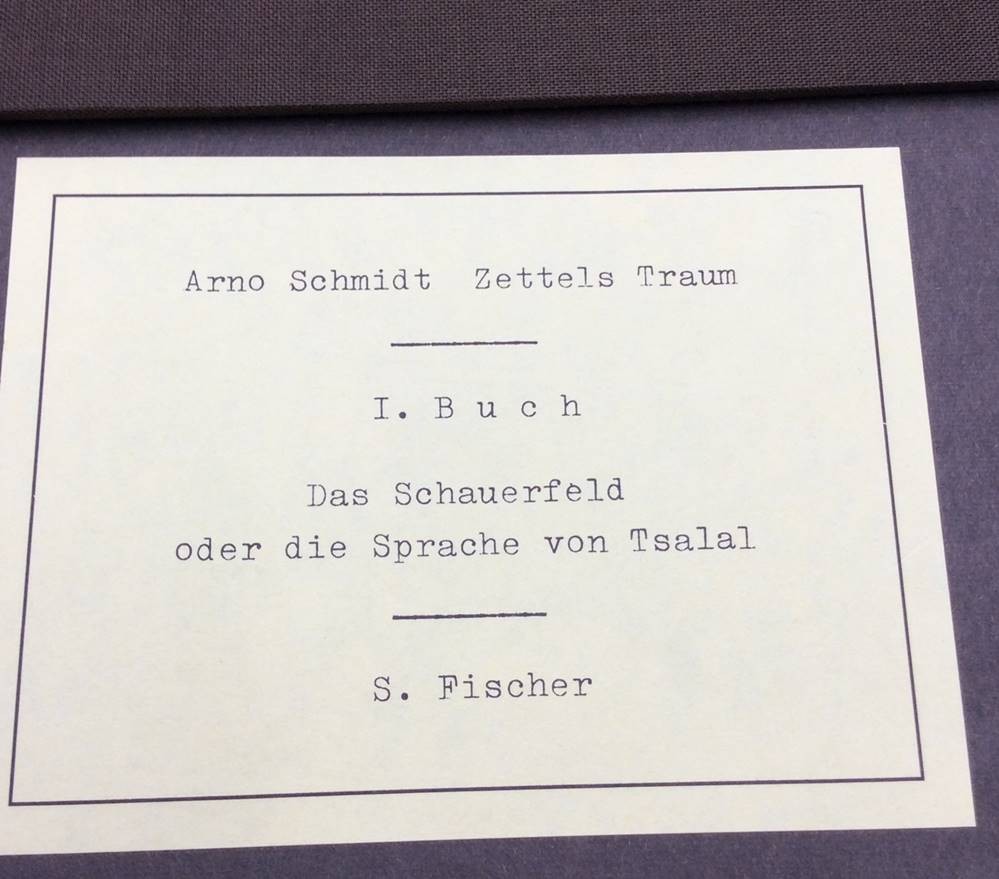 Arno Schmidt Zettels Traum
I. B u c h
Das Schauerfeld
oder die Sprache von Tsalal
S. Fischer